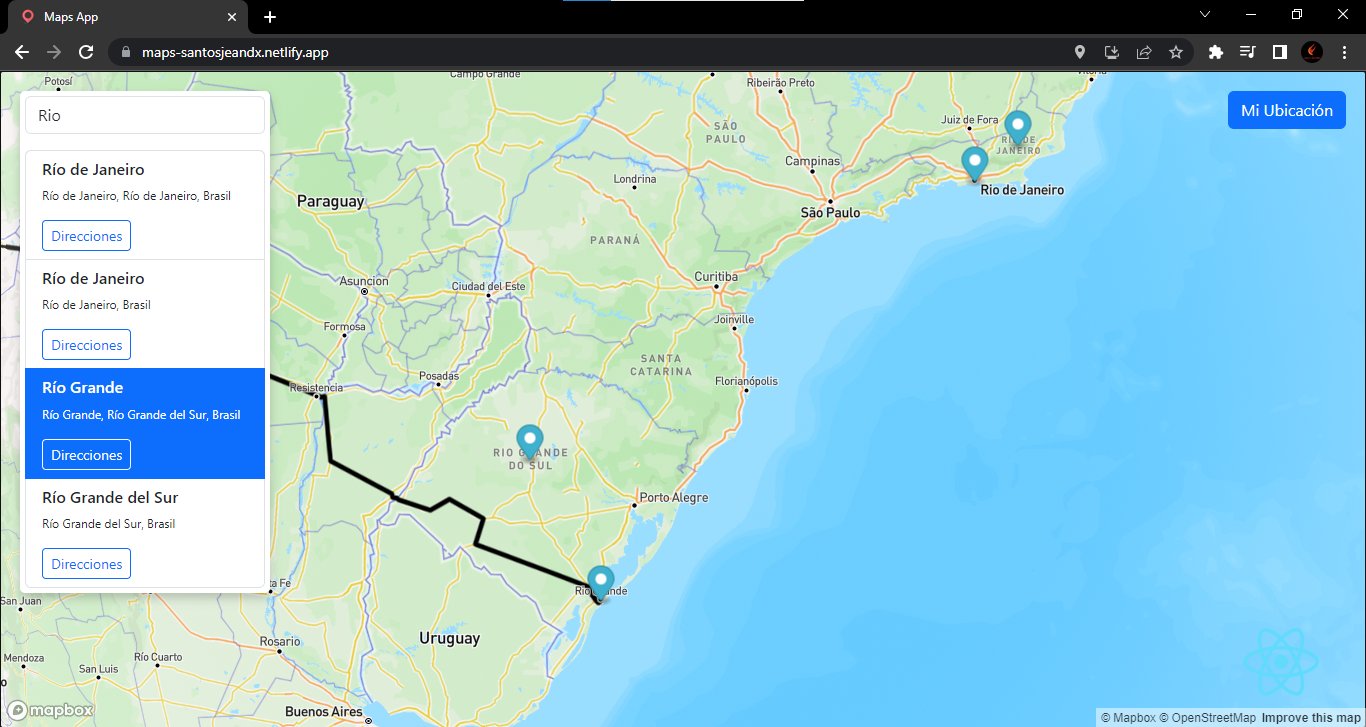 Maps App
maps-santosjeandx.netlify.app
Rio
Río de Janeiro
Río de Janeiro, Río de Janeiro, Brasil
Direcciones
Río de Janeiro
Río de Janeiro, Brasil
Direcciones
Río Grande
Río Grande, Río Grande del Sur, Brasil
Direcciones
Río Grande del Sur
Río Grande del Sur, Brasil
Direcciones
Mi Ubicación
Potosí
Campo Grande
Ribeirão Preto
Vitória
Juiz de Fora
SÃO
PAULO
RIO DE
JANEIRO
Campinas
Londrina
Rio de Janeiro
Paraguay
São Paulo
PARANÁ
Curitiba
Asuncion
Ciudad del Este
Joinville
Formosa
SANTA
CATARINA
Posadas
Florianópolis
Resistencia
RIO GRANDE
DO SUL
Porto Alegre
Rio Grande
ta Fe
San Juan
Uruguay
Rosario
Mendoza
Río Cuarto
San Luis
Buenos Aires
mapbox
© Mapbox © OpenStreetMap Improve this map